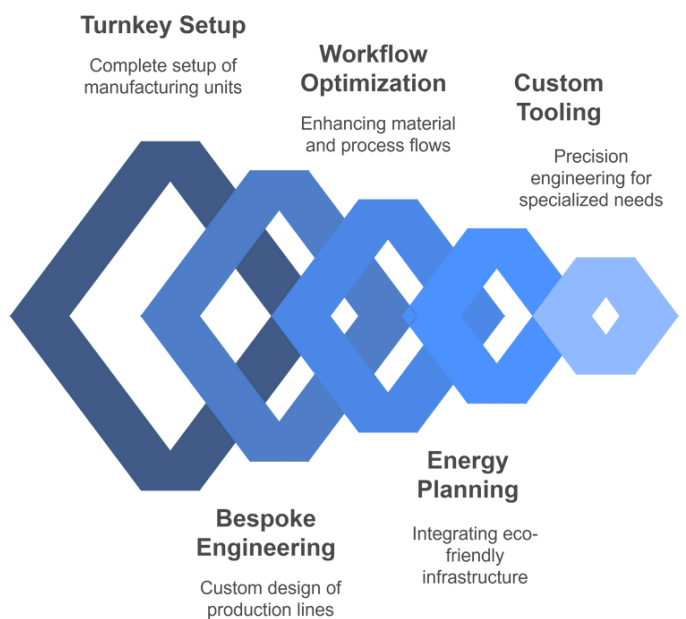 Turnkey Setup
Complete setup of
manufacturing units
Workflow
Optimization
Enhancing material
and process flows
Custom
Tooling
Precision
engineering for
specialized needs
Bespoke
Engineering
Custom design of
production lines
Energy
Planning
Integrating eco-
friendly
infrastructure